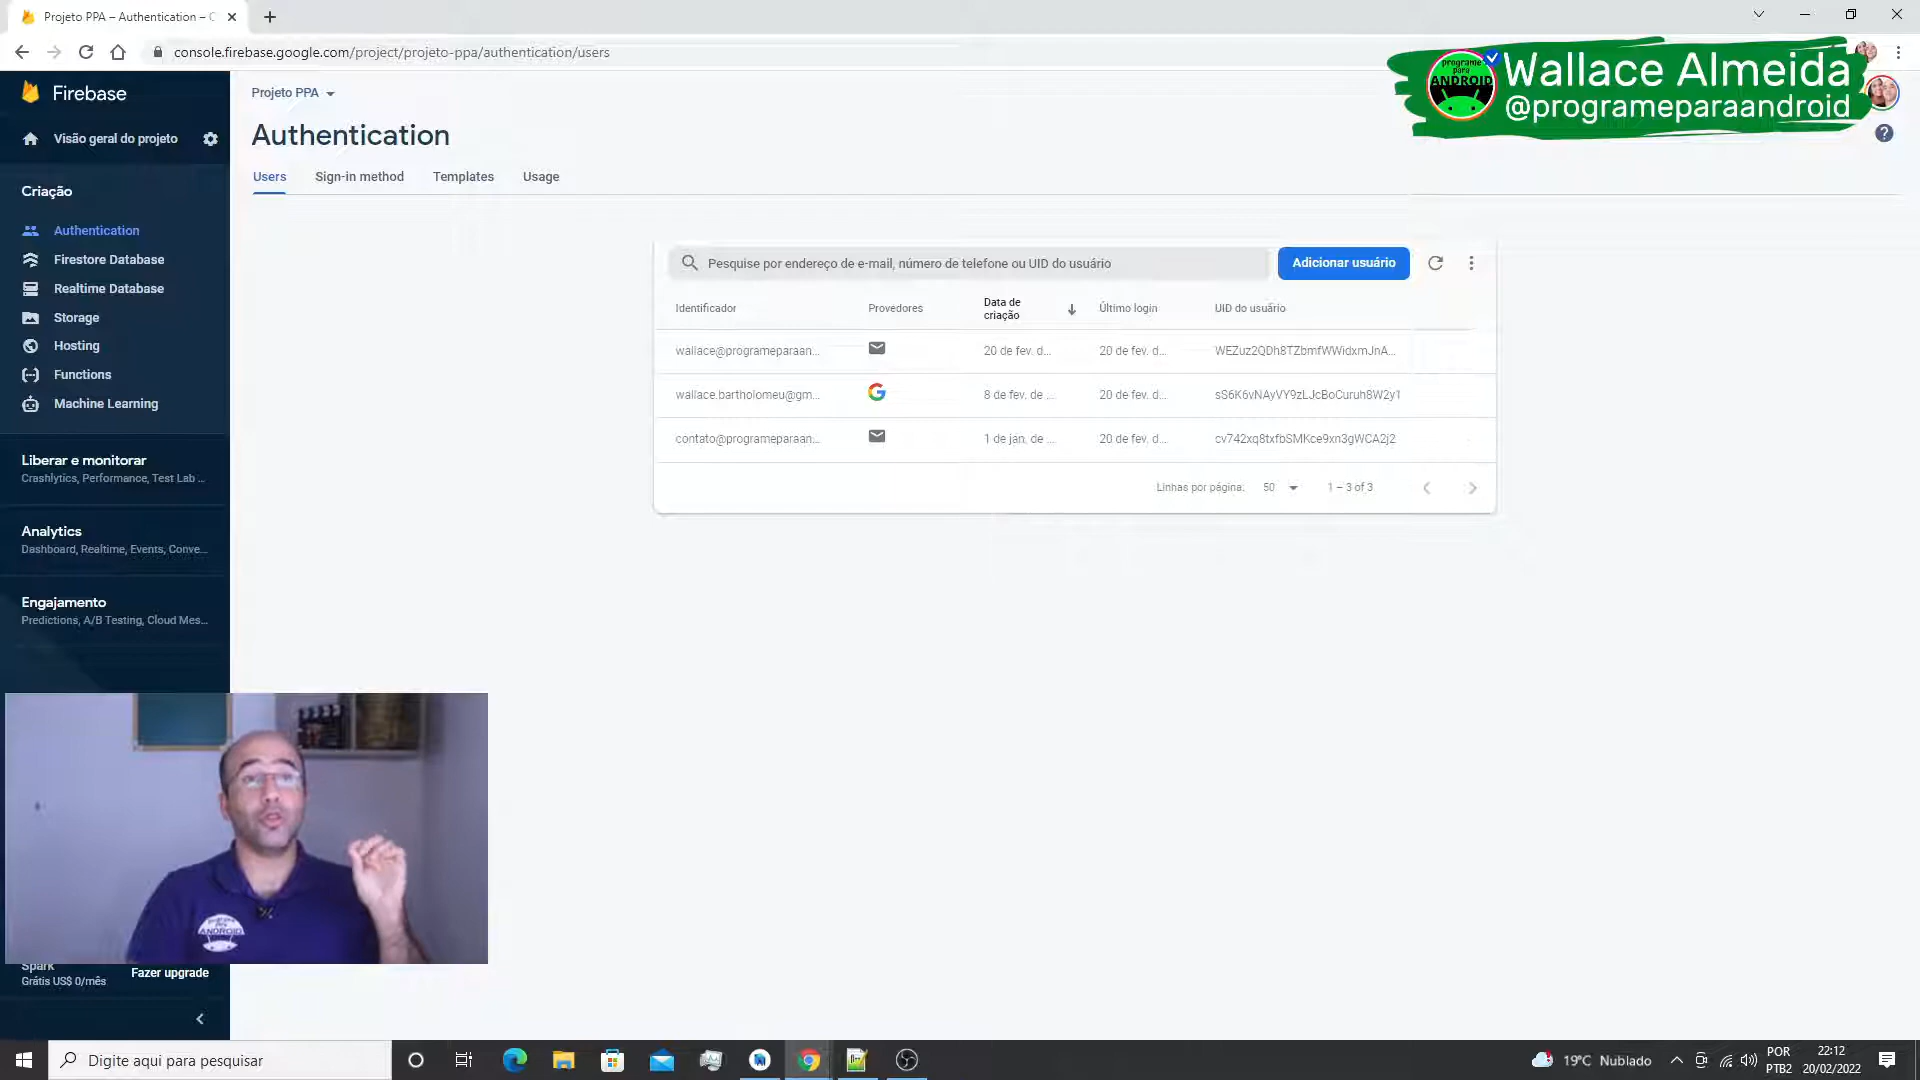 Projeto PPA – Authentication – C
console.firebase.google.com/project/projeto-ppa/authentication/users
programe
para
ANDROID
Wallace Almeida
@programeparaandroid
Firebase
Projeto PPA
Visão geral do projeto
Authentication
Users
Sign-in method
Templates
Usage
Criação
Authentication
Firestore Database
Realtime Database
Storage
Hosting
Functions
Machine Learning
Pesquise por endereço de e-mail, número de telefone ou UID do usuário
Adicionar usuário
Identificador
Provedores
Data de
criação
Último login
UID do usuário
wallace@programeparaan...
20 de fev. d...
20 de fev. d...
WEZuz2QDh8TZbmfWWidxmJnA...
wallace.bartholomeu@gm...
8 de fev. de ...
20 de fev. d...
sS6K6vNAyVY9zLJcBoCuruh8W2y1
contato@programeparaan...
1 de jan. de ...
20 de fev. d...
cv742xq8txfbSMKce9xn3gWCA2j2
Linhas por página:
50
1 – 3 of 3
Liberar e monitorar
Crashlytics, Performance, Test Lab ...
Analytics
Dashboard, Realtime, Events, Conve...
Engajamento
Predictions, A/B Testing, Cloud Mes...
programe
para
ANDROID
Spark
Grátis US$ 0/mês
Fazer upgrade
Digite aqui para pesquisar
19°C Nublado
POR
PTB2
22:12
20/02/2022